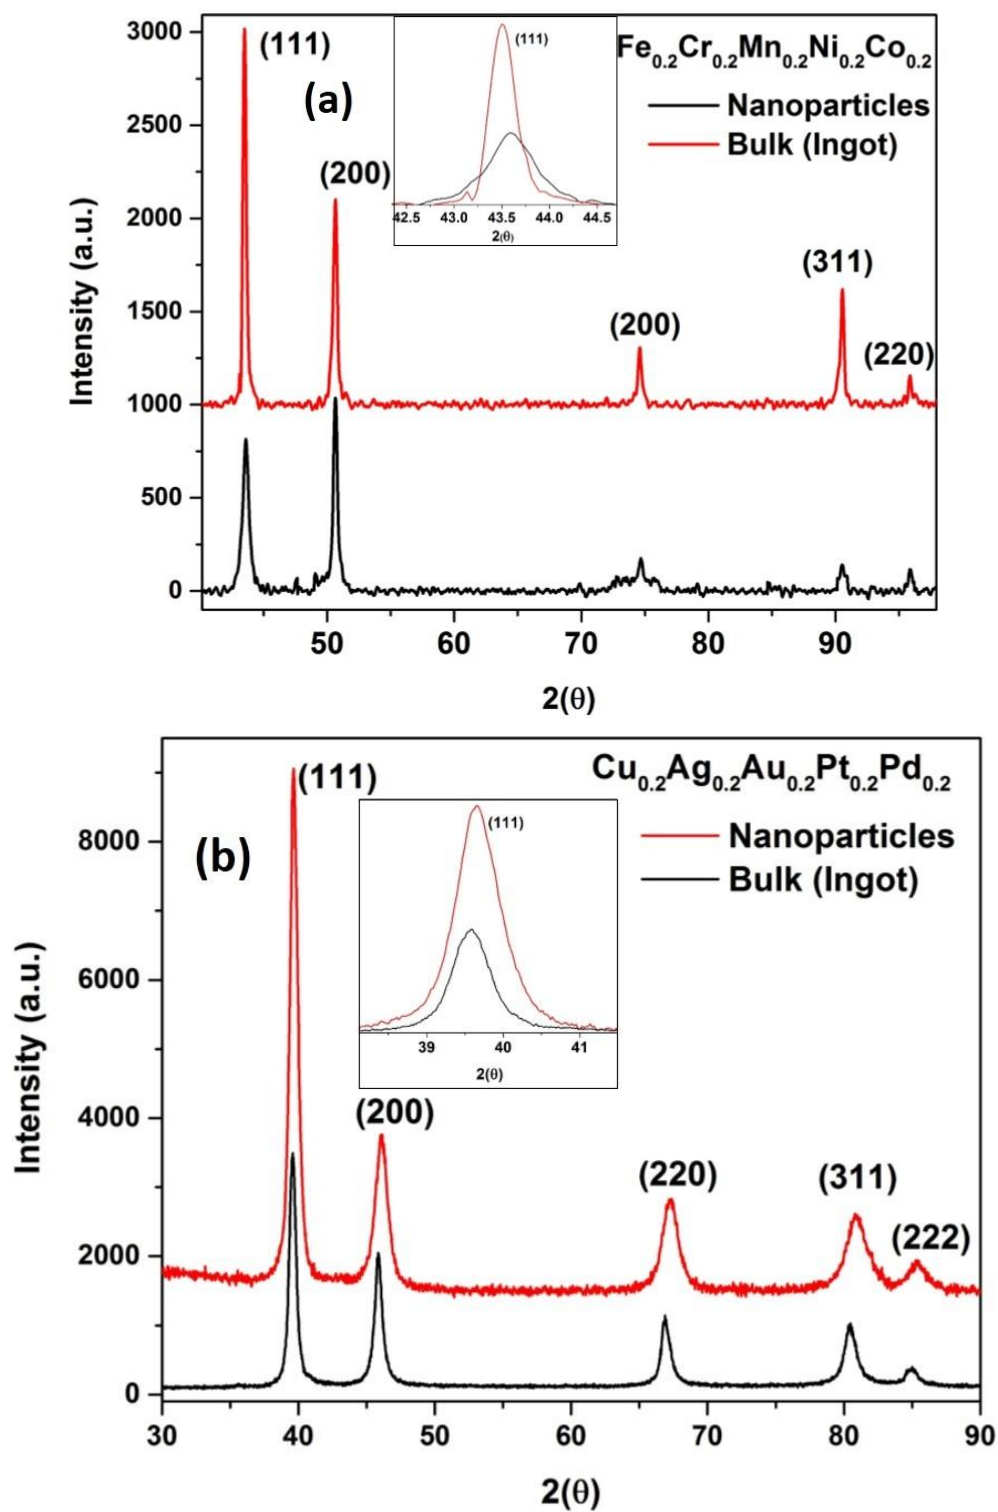 3000
2500
2000
1500
1000
500
0
Intensity (a.u.)
(111)
(a)
(200)
(111)
42.5 43.0 43.5 44.0 44.5
2(θ)
Fe0.2Cr0.2Mn0.2Ni0.2Co0.2
Nanoparticles
Bulk (Ingot)
(200)
(311)
(220)
50 60 70 80 90
2(θ)
8000
6000
4000
2000
0
Intensity (a.u.)
(111)
(b)
(111)
39 40 41
2(θ)
Cu0.2Ag0.2Au0.2Pt0.2Pd0.2
Nanoparticles
Bulk (Ingot)
(200)
(220)
(311)
(222)
30 40 50 60 70 80 90
2(θ)